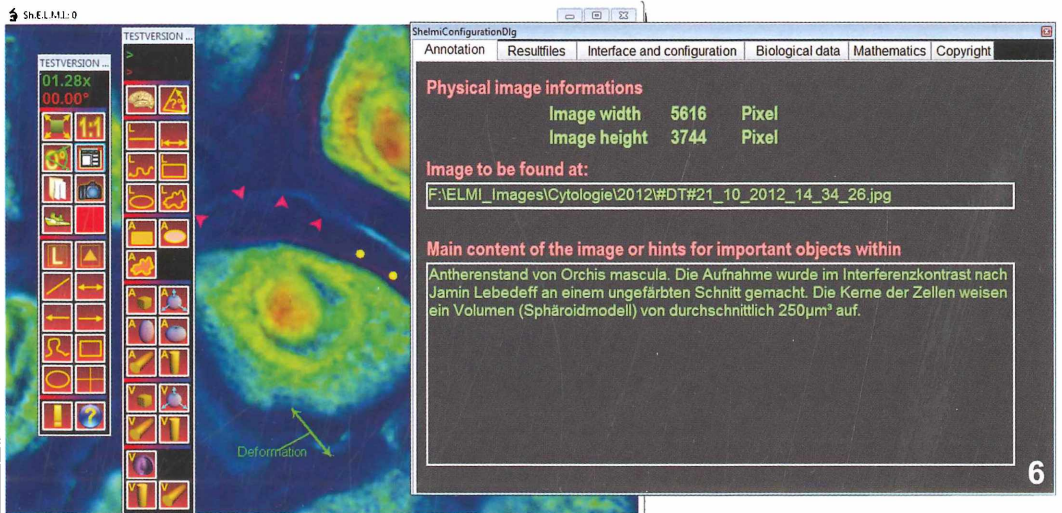 Sh.E.L.M.I.: 0
TESTVERSION ...
TESTVERSION ...
01.28x
00.00°
>
>
1:1
?°
L
L
L
L
L
L
A
A
A
A
A
A
A
A
A
V
V
V
V
V
V
V
L
!
?
Deformation
ShelmiConfigurationDlg
Annotation
Resultfiles
Interface and configuration
Biological data
Mathematics
Copyright
Physical image informations
Image width 5616 Pixel
Image height 3744 Pixel
Image to be found at:
F:\ELMI_Images\Cytologie\2012\#DT#21_10_2012_14_34_26.jpg
Main content of the image or hints for important objects within
Antherenstand von Orchis mascula. Die Aufnahme wurde im Interferenzkontrast nach
Jamin Lebedeff an einem ungefärbten Schnitt gemacht. Die Kerne der Zellen weisen
ein Volumen (Sphäroidmodell) von durchschnittlich 250µm³ auf.
6